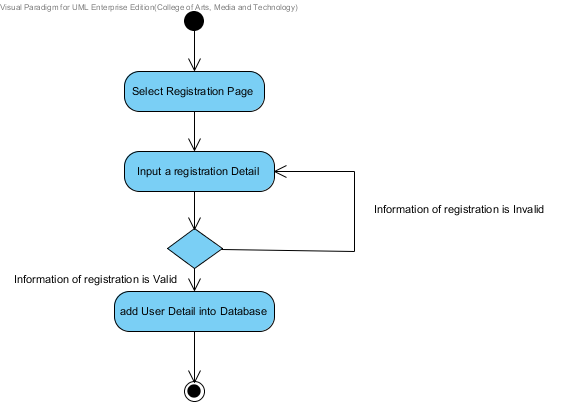 Visual Paradigm for UML Enterprise Edition(College of Arts, Media and Technology)
Select Registration Page
Input a registration Detail
Information of registration is Invalid
Information of registration is Valid
add User Detail into Database